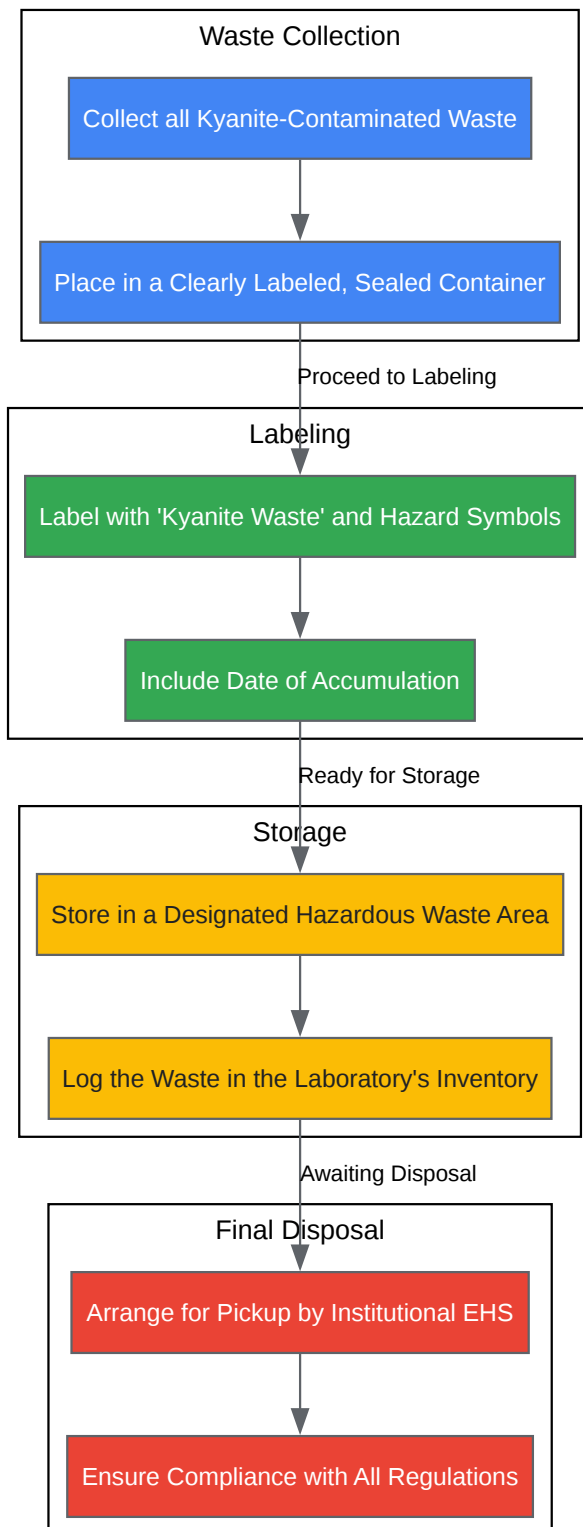 Waste Collection
Collect all Kyanite-Contaminated Waste
Place in a Clearly Labeled, Sealed Container
Proceed to Labeling
Labeling
Label with 'Kyanite Waste' and Hazard Symbols
Include Date of Accumulation
Ready for Storage
Storage
Store in a Designated Hazardous Waste Area
Log the Waste in the Laboratory's Inventory
Awaiting Disposal
Final Disposal
Arrange for Pickup by Institutional EHS
Ensure Compliance with All Regulations